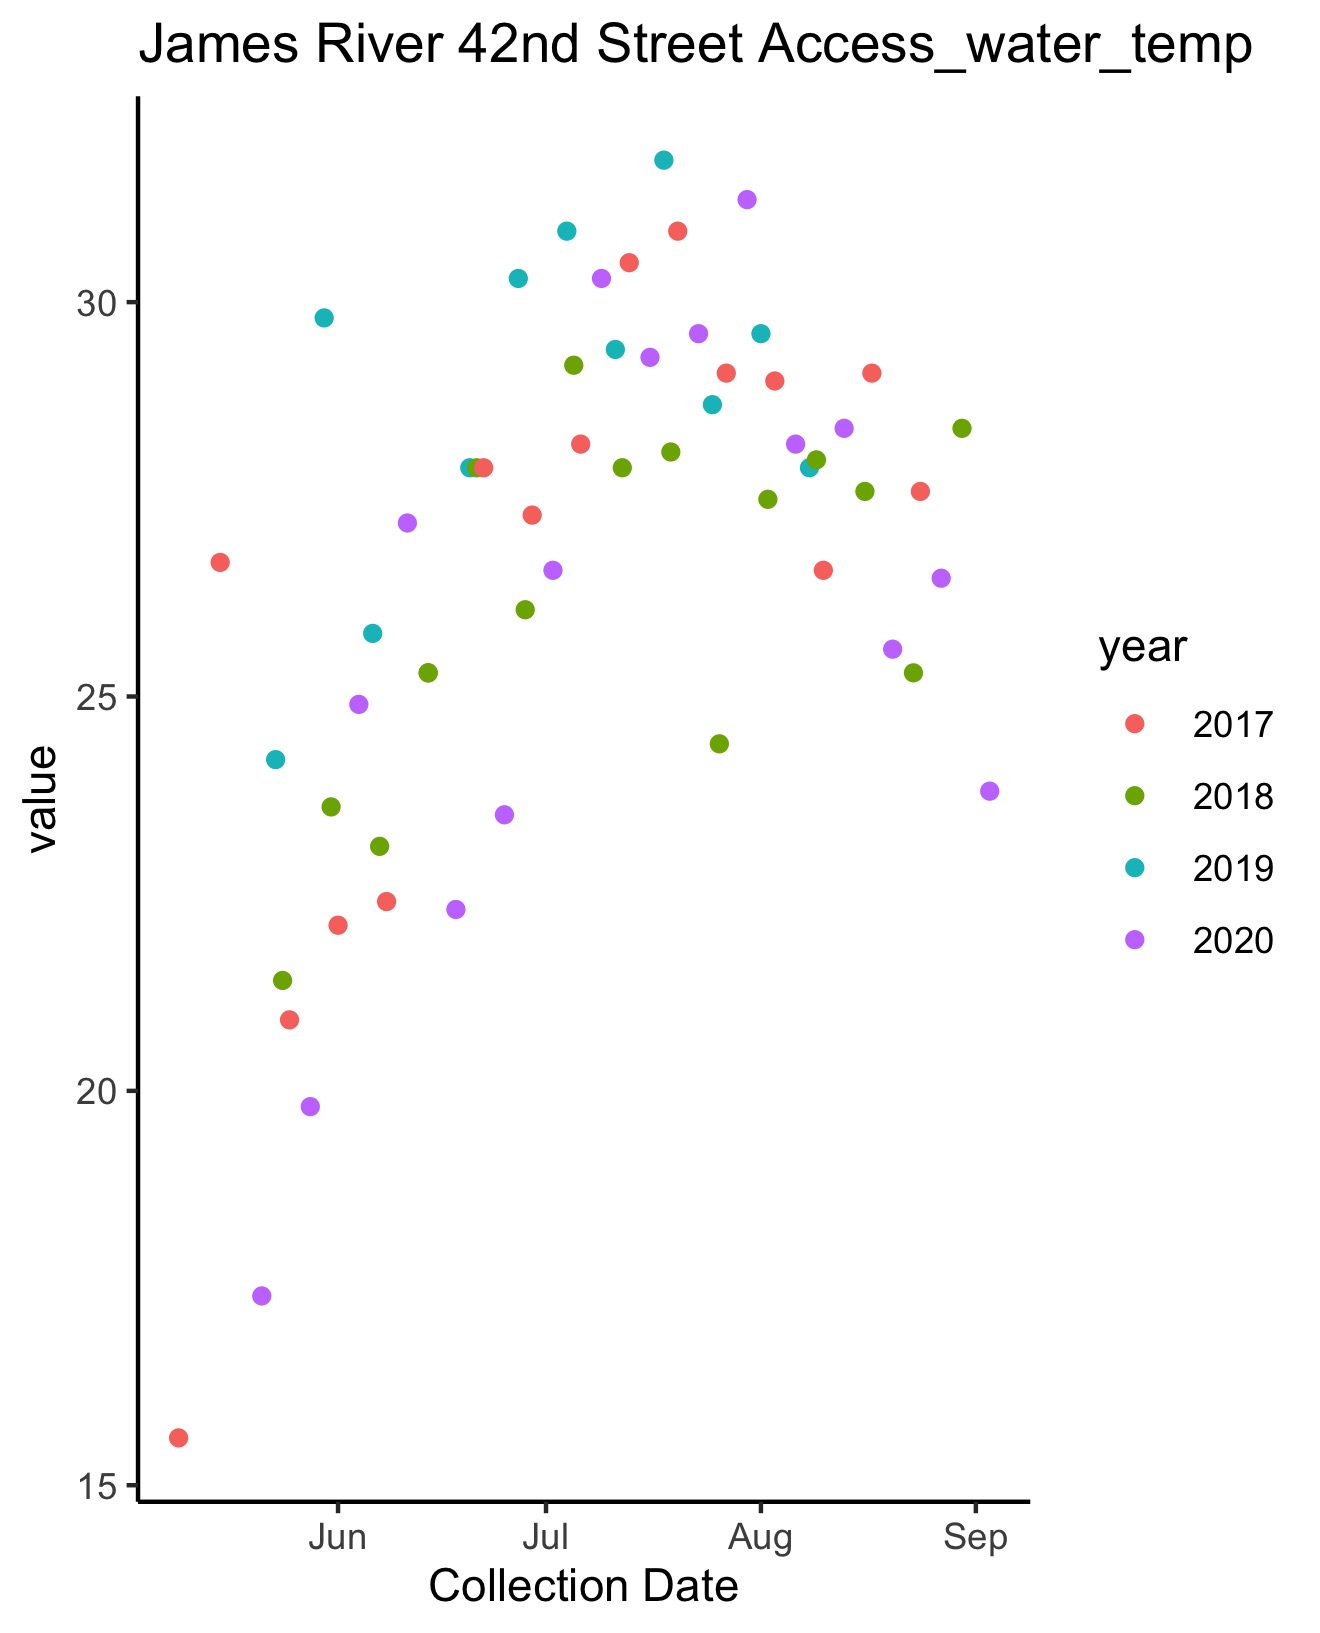 James River 42nd Street Access_water_temp
30
25
20
15
value
Jun Jul Aug Sep
Collection Date
year
2017
2018
2019
2020